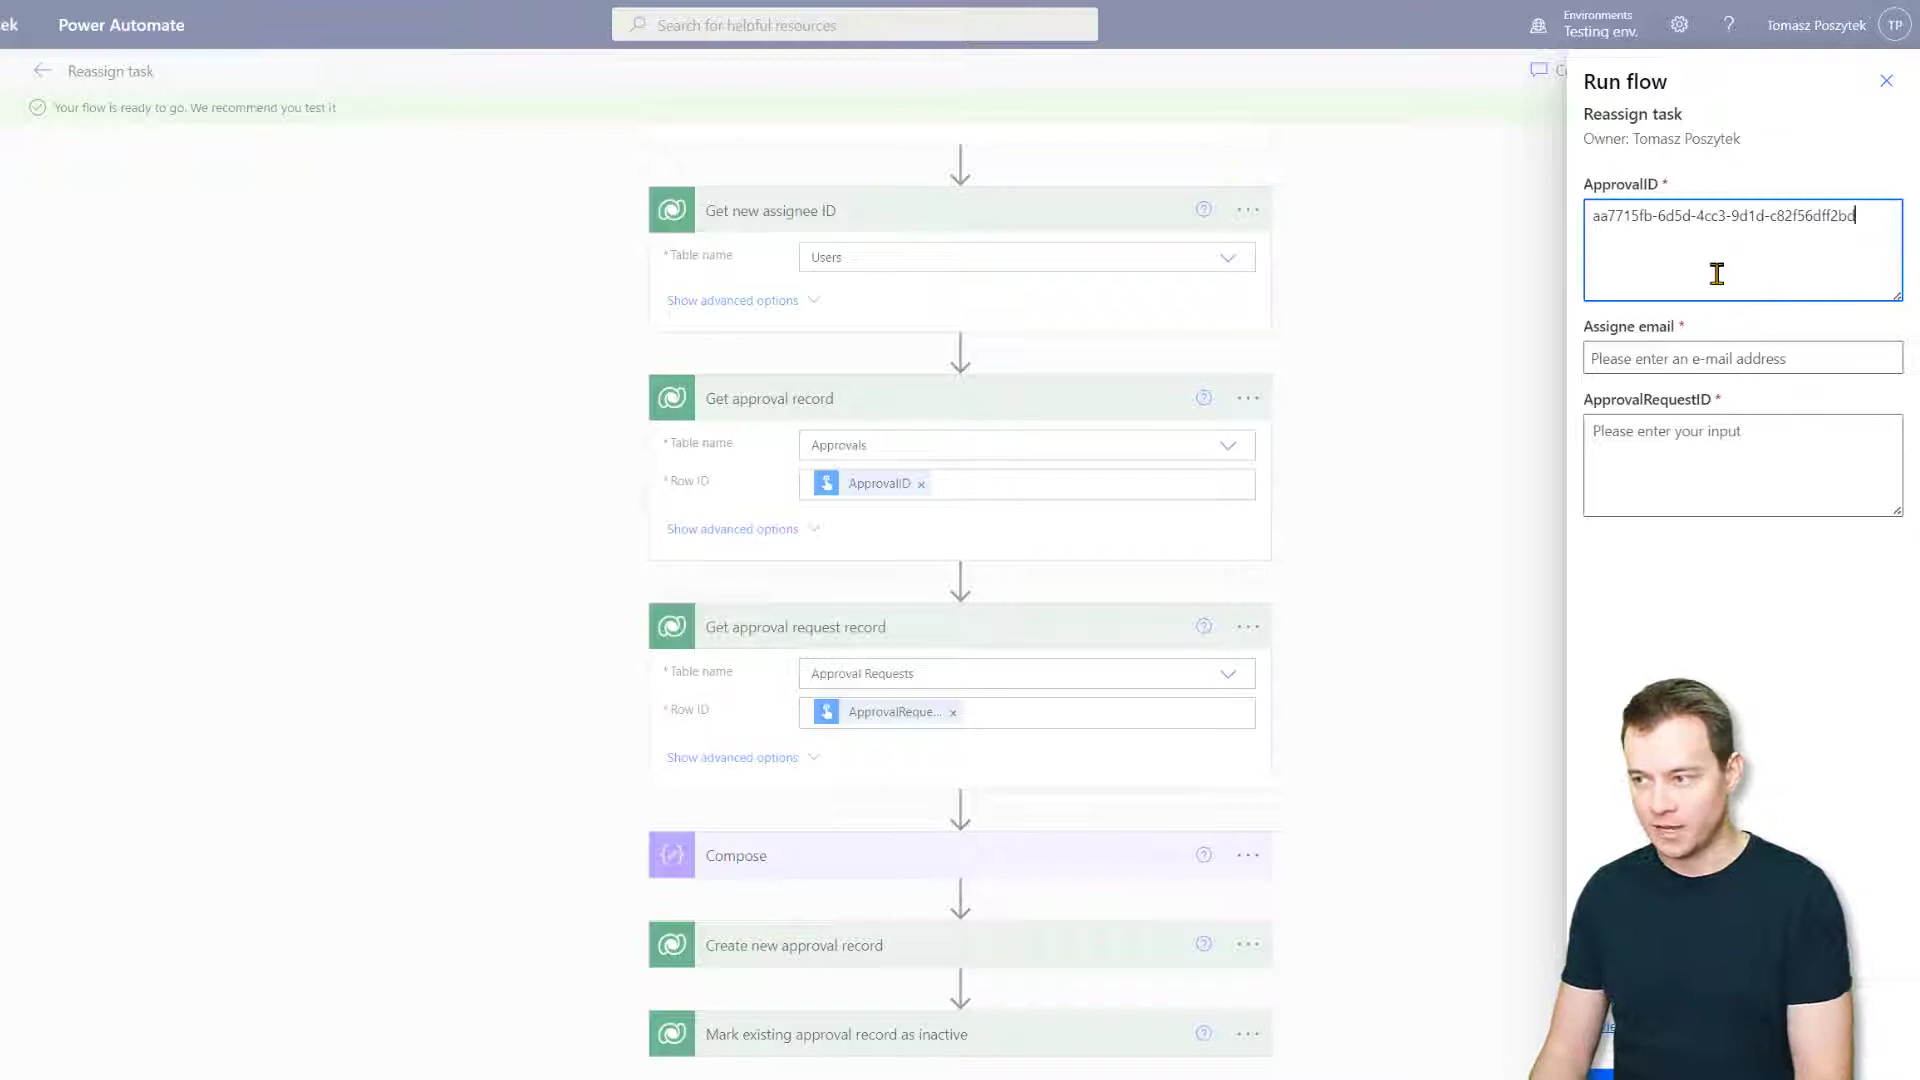 ek
Power Automate
Search for helpful resources
Environments
Testing env.
?
Tomasz Poszytek
TP
Reassign task
Your flow is ready to go. We recommend you test it
Get new assignee ID
* Table name
Users
Show advanced options
Get approval record
* Table name
Approvals
* Row ID
ApprovalID ×
Show advanced options
Get approval request record
* Table name
Approval Requests
* Row ID
ApprovalReque... ×
Show advanced options
Compose
Create new approval record
Mark existing approval record as inactive
Run flow
Reassign task
Owner: Tomasz Poszytek
ApprovalID *
aa7715fb-6d5d-4cc3-9d1d-c82f56dff2bd
Assigne email *
Please enter an e-mail address
ApprovalRequestID *
Please enter your input